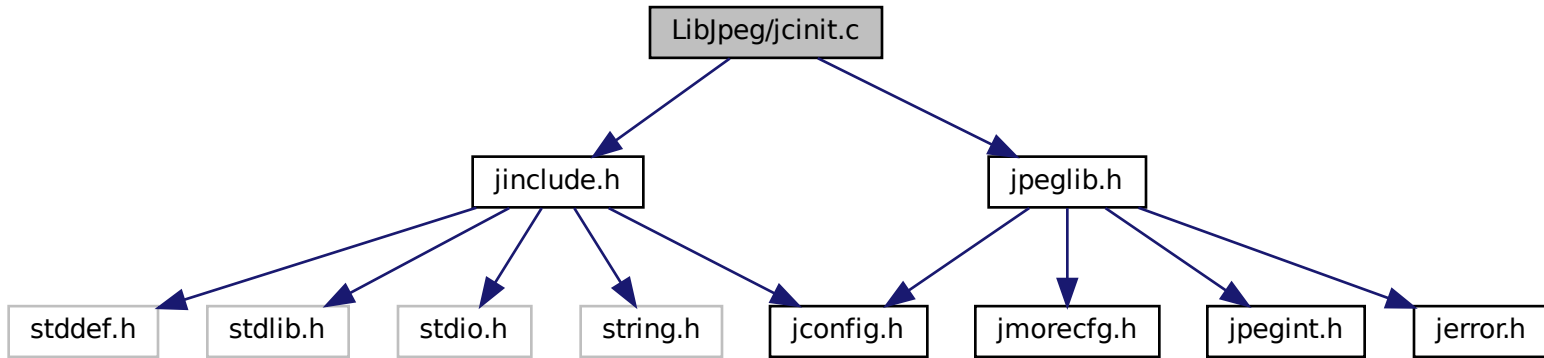 LibJpeg/jcinit.c
jinclude.h
jpeglib.h
stddef.h
stdlib.h
stdio.h
string.h
jconfig.h
jmorecfg.h
jpegint.h
jerror.h